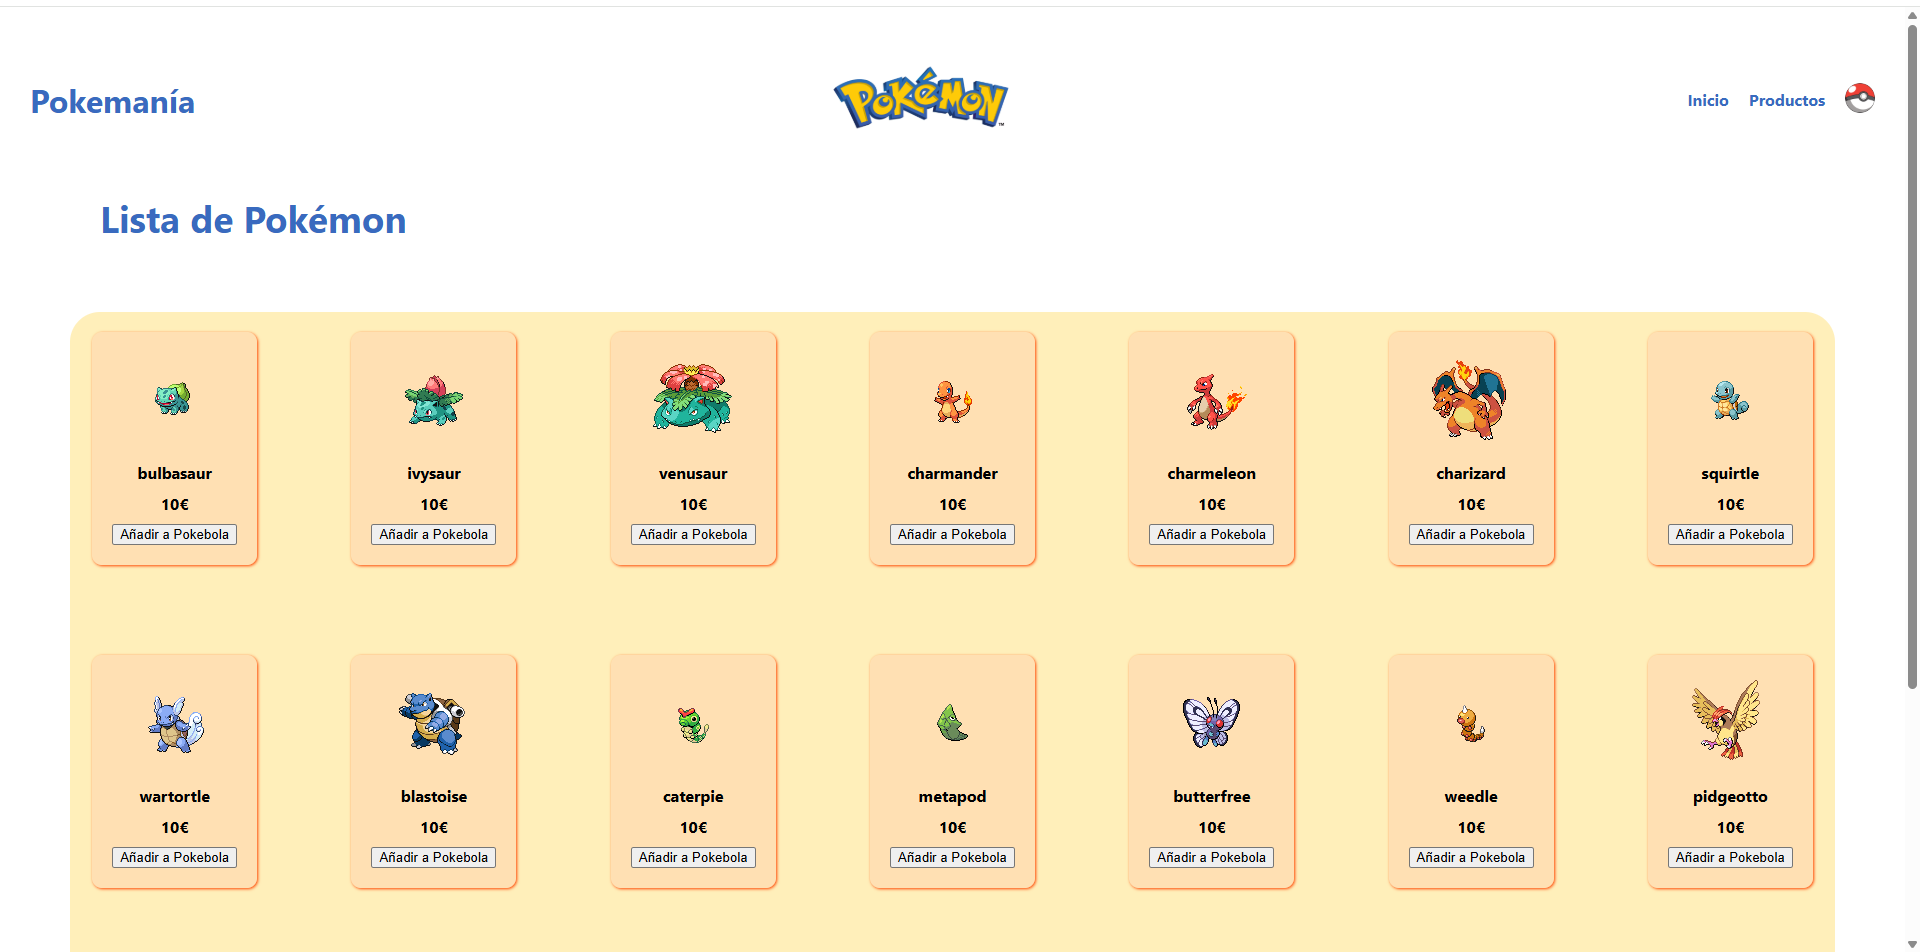 Pokemanía
POKéMON
TM
Inicio Productos
Lista de Pokémon
bulbasaur ivysaur venusaur charmander charmeleon charizard squirtle
10€ 10€ 10€ 10€ 10€ 10€ 10€
Añadir a Pokebola Añadir a Pokebola Añadir a Pokebola Añadir a Pokebola Añadir a Pokebola Añadir a Pokebola Añadir a Pokebola
wartortle blastoise caterpie metapod butterfree weedle pidgeotto
10€ 10€ 10€ 10€ 10€ 10€ 10€
Añadir a Pokebola Añadir a Pokebola Añadir a Pokebola Añadir a Pokebola Añadir a Pokebola Añadir a Pokebola Añadir a Pokebola